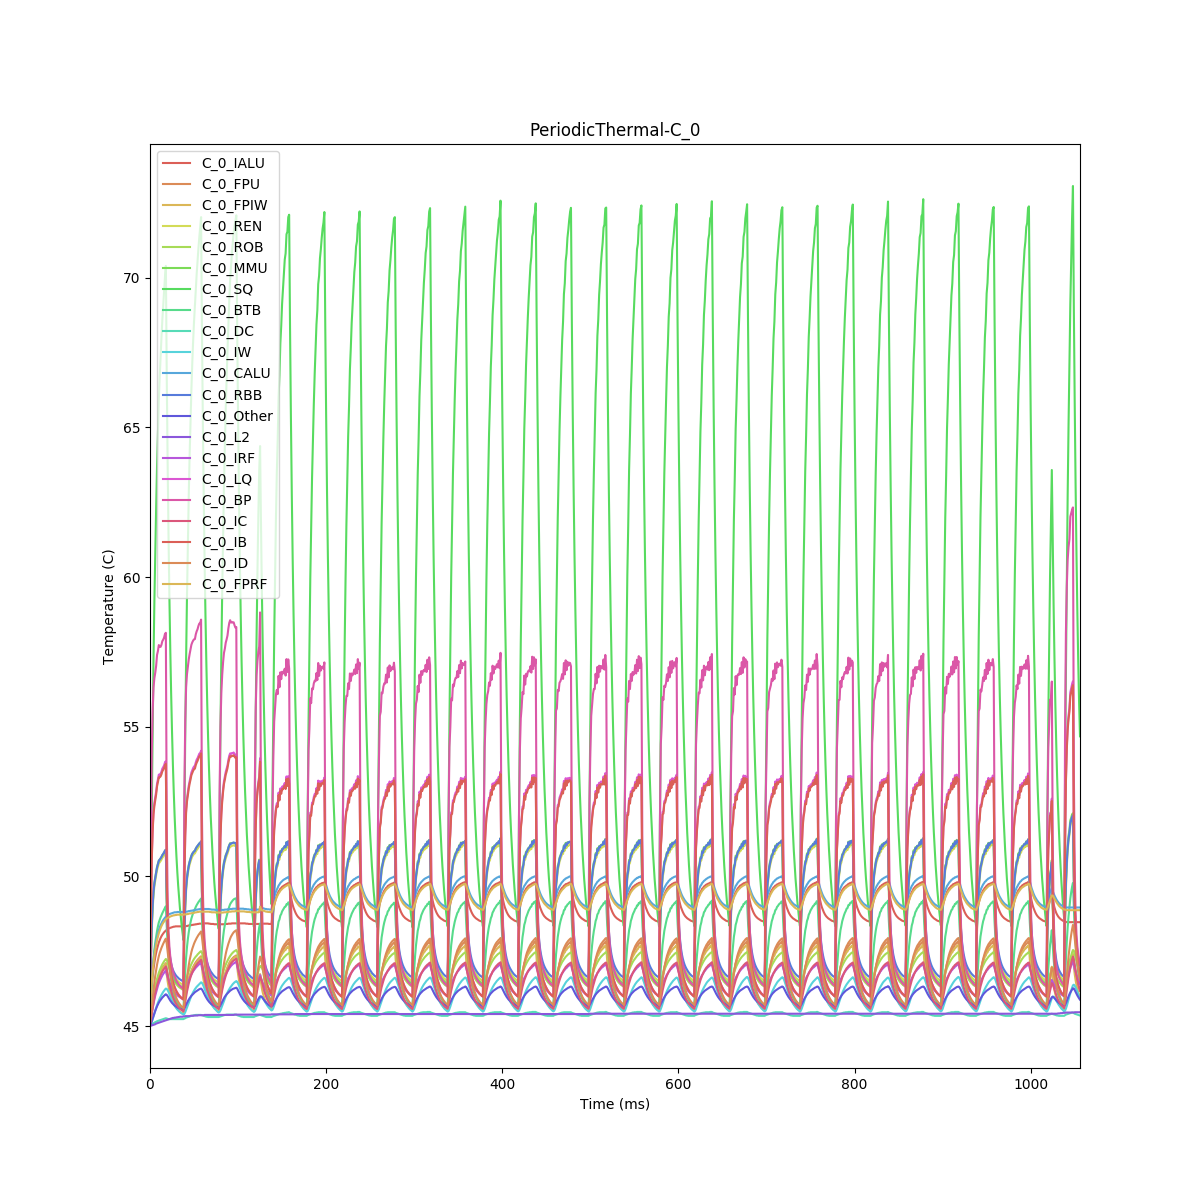 PeriodicThermal-C_0
C_0_IALU
C_0_FPU
C_0_FPIW
C_0_REN
C_0_ROB
C_0_MMU
C_0_SQ
C_0_BTB
C_0_DC
C_0_IW
C_0_CALU
C_0_RBB
C_0_Other
C_0_L2
C_0_IRF
C_0_LQ
C_0_BP
C_0_IC
C_0_IB
C_0_ID
C_0_FPRF
70
65
60
55
50
45
Temperature (C)
0 200 400 600 800 1000
Time (ms)